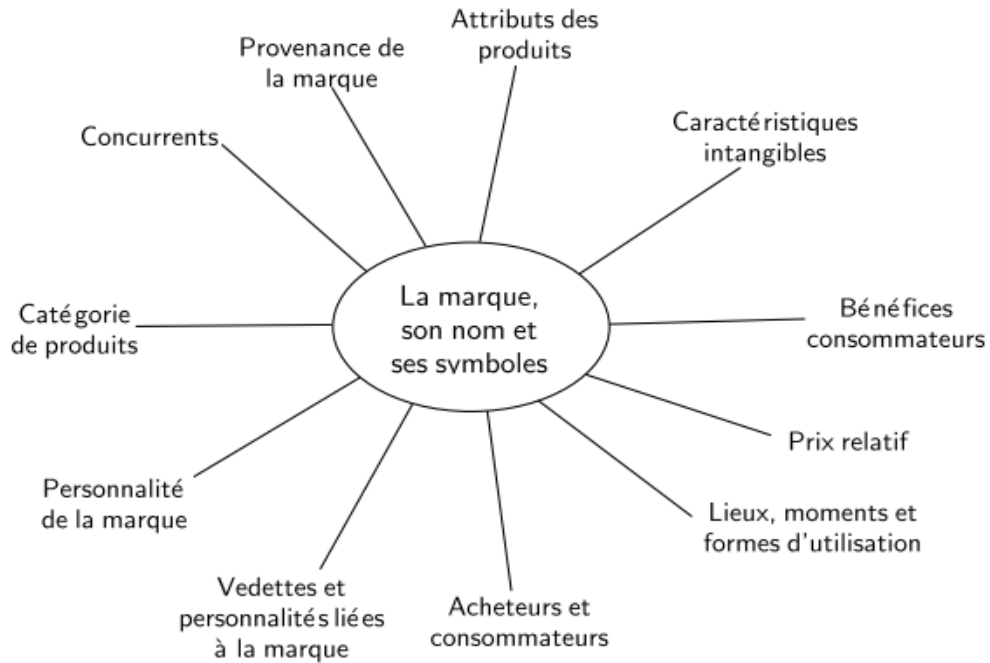 Attributs des
produits
Provenance de
la marque
Caractéristiques
intangibles
Concurrents
La marque,
son nom et
ses symboles
Catégorie
de produits
Bénéfices
consommateurs
Prix relatif
Personnalité
de la marque
Lieux, moments et
formes d'utilisation
Vedettes et
personnalités liées
à la marque
Acheteurs et
consommateurs